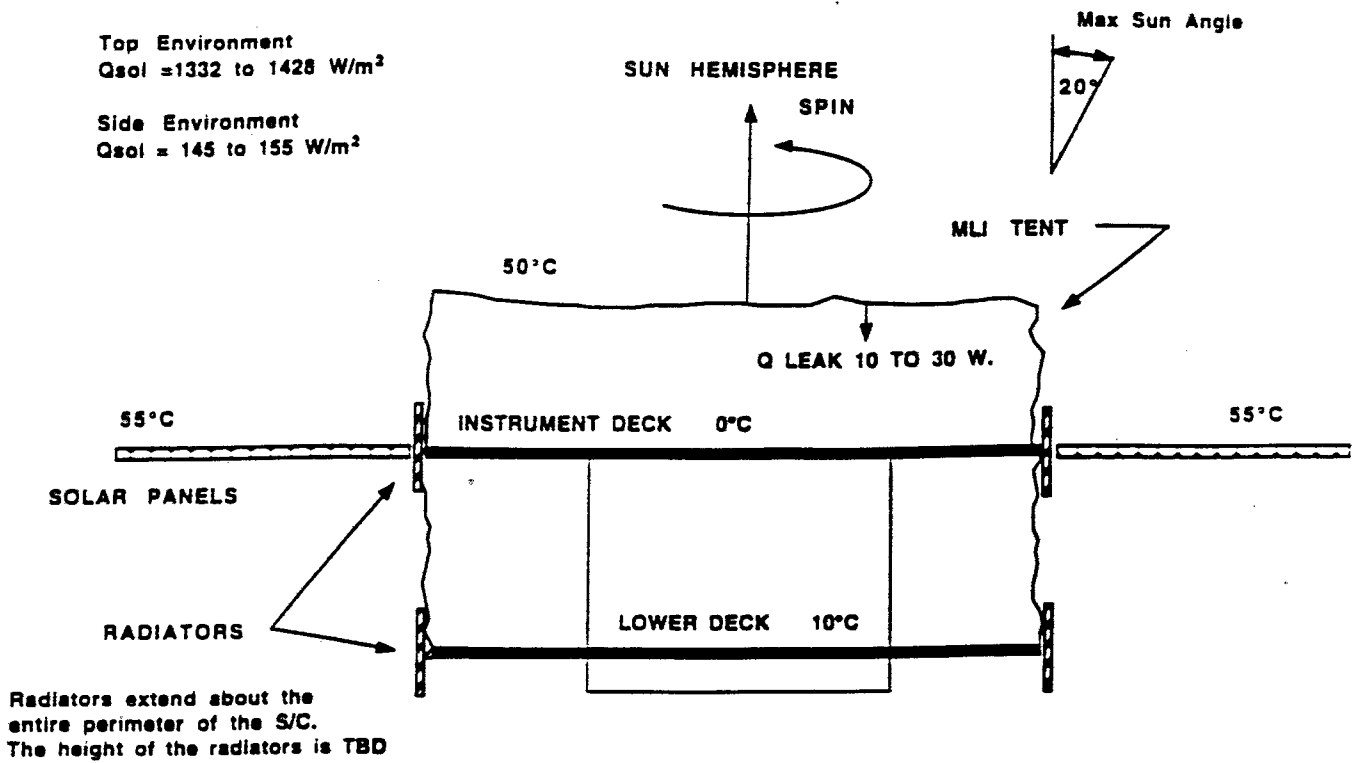 Max Sun Angle
Top Environment
Qsol =1332 to 1428 W/m²
SUN HEMISPHERE
20°
SPIN
Side Environment
Qsol = 145 to 155 W/m²
MLI TENT
50°C
Q LEAK 10 TO 30 W.
55°C
INSTRUMENT DECK 0°C
55°C
SOLAR PANELS
RADIATORS
LOWER DECK 10°C
Radiators extend about the
entire perimeter of the S/C.
The height of the radiators is TBD